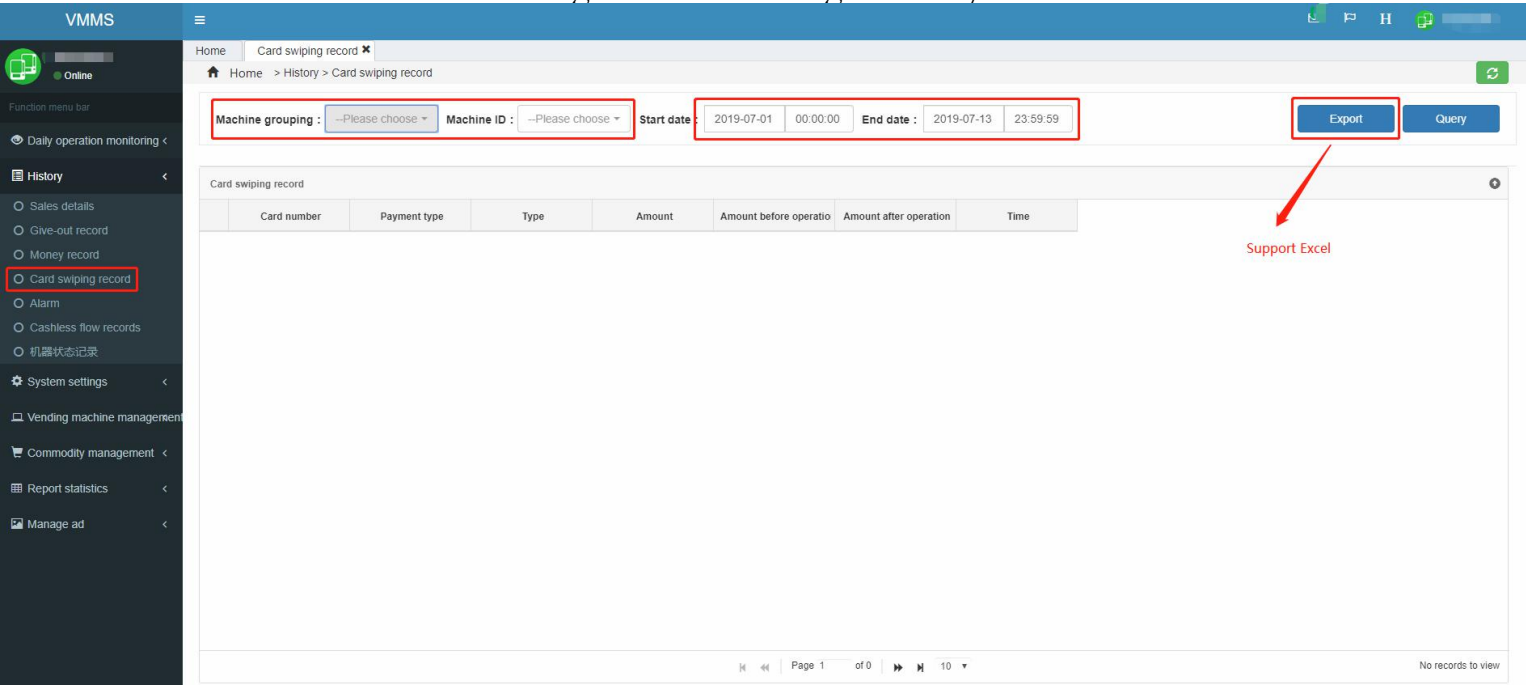 VMMS
H
Online
Function menu bar
Daily operation monitoring
History
Sales details
Give-out record
Money record
Card swiping record
Alarm
Cashless flow records
机器状态记录
System settings
Vending machine management
Commodity management
Report statistics
Manage ad
Home Card swiping record
Home > History > Card swiping record
Machine grouping : --Please choose Machine ID : --Please choose Start date : 2019-07-01 00:00:00 End date : 2019-07-13 23:59:59 Export Query
Card swiping record
Card number Payment type Type Amount Amount before operatio Amount after operation Time
Support Excel
Page 1 of 0 10 No records to view